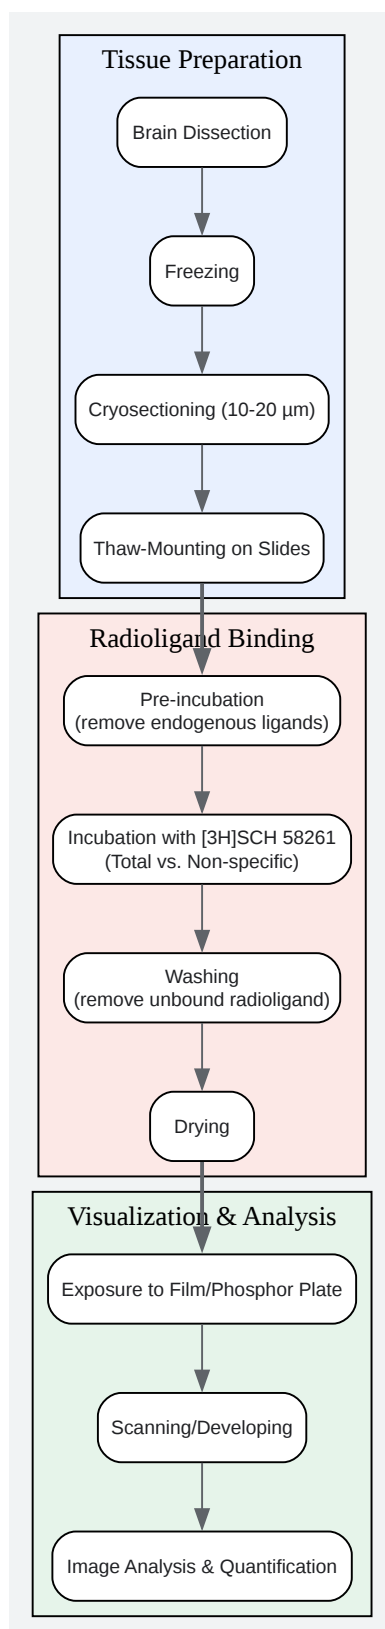 Tissue Preparation
Brain Dissection
Freezing
Cryosectioning (10-20 µm)
Thaw-Mounting on Slides
Radioligand Binding
Pre-incubation
(remove endogenous ligands)
Incubation with [3H]SCH 58261
(Total vs. Non-specific)
Washing
(remove unbound radioligand)
Drying
Visualization & Analysis
Exposure to Film/Phosphor Plate
Scanning/Developing
Image Analysis & Quantification